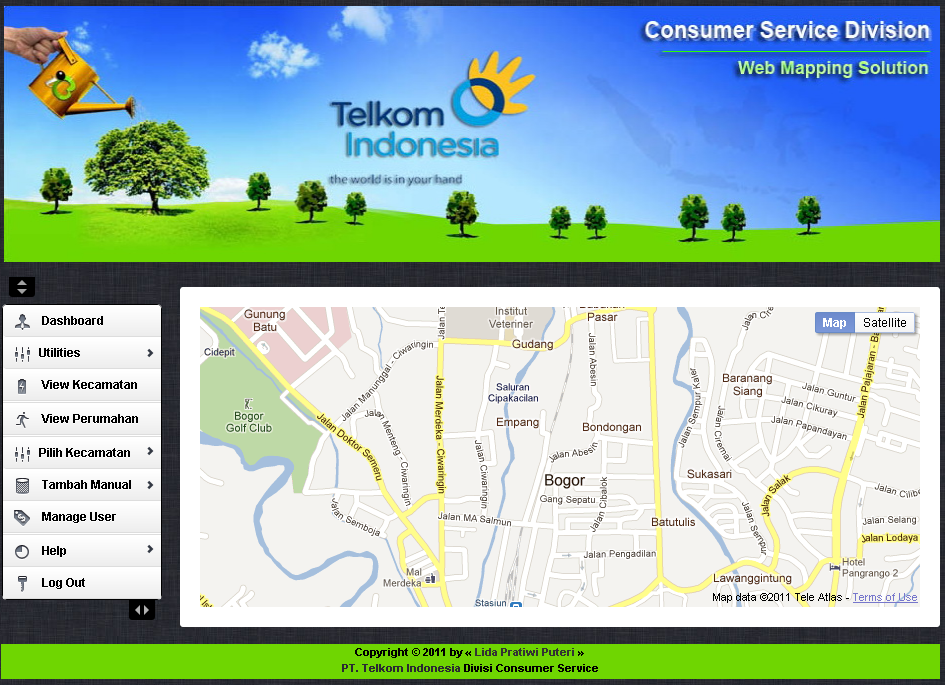 Consumer Service Division
Web Mapping Solution
Telkom
Indonesia
the world is in your hand
Dashboard
Utilities
View Kecamatan
View Perumahan
Pilih Kecamatan
Tambah Manual
Manage User
Help
Log Out
Map
Satellite
Gunung
Batu
Institut
Veteriner
Pasar
Gudang
Cidepit
Jalan Manunggal - Ciwaringin
Jalan Merdeka - Ciwaringin
Jalan Menteng - Ciwaringin
Jalan Ciwaringin
Jalan Doktor Semeru
Bogor
Golf Club
Saluran
Cipakacilan
Empang
Jalan Abesin
Bondongan
Jalan Abesin
Bogor
Gang Sepatu
Jalan Cibalok
Jalan MA Salmun
Jalan Semboja
Batutulis
Jalan Pengadilan
Mal
Merdeka
Stasiun
Jalan Sempur Kaler
Baranang
Siang
Jalan Guntur
Jalan Cikuray
Jalan Papandayan
Jalan Ciremai
Jalan Pajajaran - Ba
Sukasari
Jalan Salak
Jalan Sempur
Jalan Selang
Jalan Lodaya
Hotel
Pangrango 2
Lawanggintung
Map data ©2011 Tele Atlas - Terms of Use
Copyright © 2011 by « Lida Pratiwi Puteri »
PT. Telkom Indonesia Divisi Consumer Service